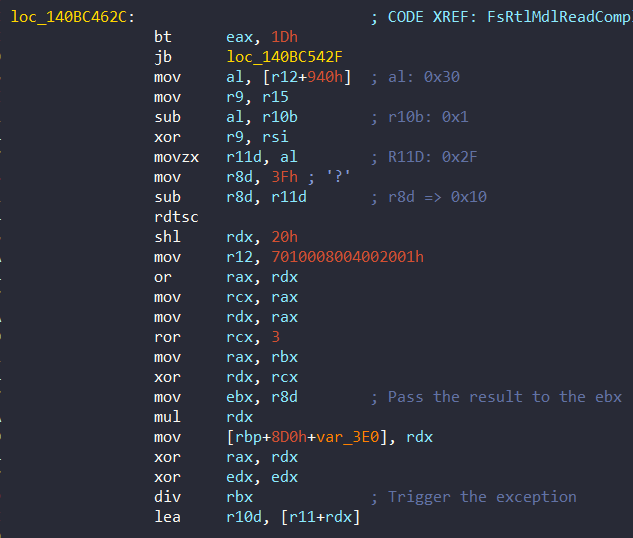 loc_140BC462C: ; CODE XREF: FsRtlMdlReadCompl
bt eax, 1Dh
jb loc_140BC542F
mov al, [r12+940h] ; al: 0x30
mov r9, r15
sub al, r10b ; r10b: 0x1
xor r9, rsi
movzx r11d, al ; R11D: 0x2F
mov r8d, 3Fh ; '?'
sub r8d, r11d ; r8d => 0x10
rdtsc
shl rdx, 20h
mov r12, 7010008004002001h
or rax, rdx
mov rcx, rax
mov rdx, rax
ror rcx, 3
mov rax, rbx
xor rdx, rcx
mov ebx, r8d ; Pass the result to the ebx
mul rdx
mov [rbp+8D0h+var_3E0], rdx
xor rax, rdx
xor edx, edx
div rbx ; Trigger the exception
lea r10d, [r11+rdx]